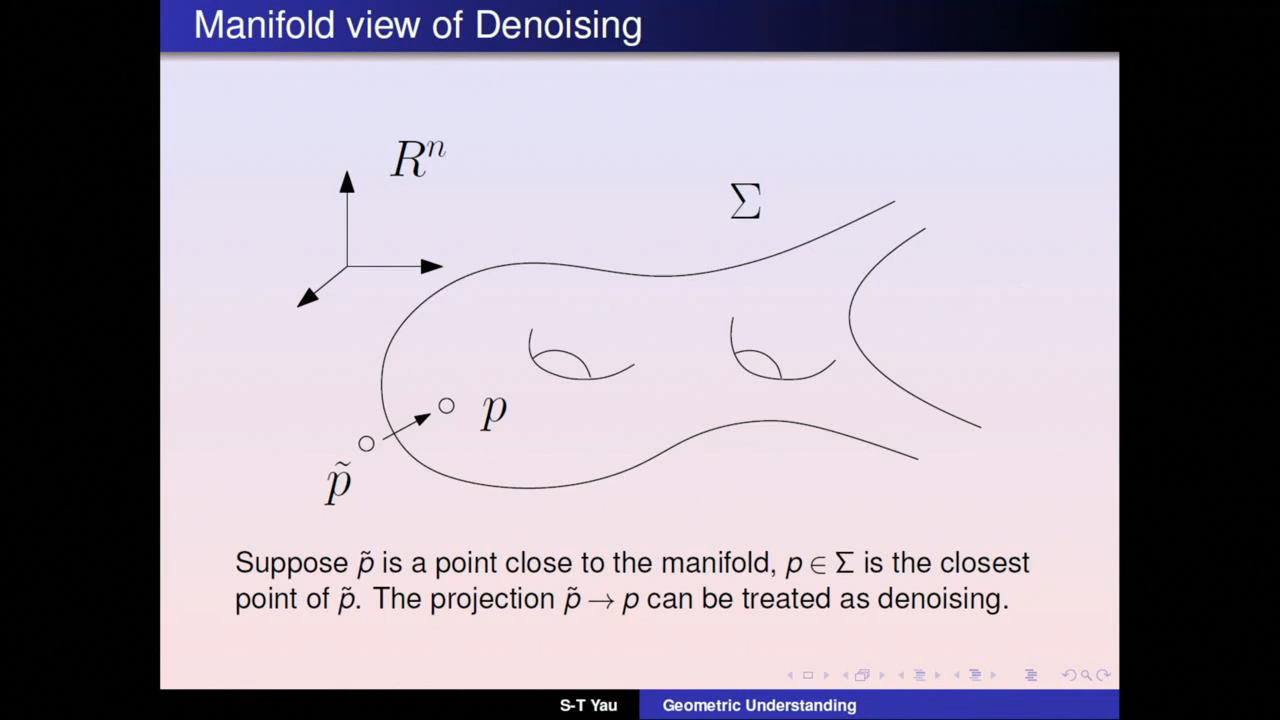 Manifold view of Denoising
Rⁿ
Σ
p
p̃
Suppose p̃ is a point close to the manifold, p ∈ Σ is the closest
point of p̃. The projection p̃ → p can be treated as denoising.
S-T Yau
Geometric Understanding